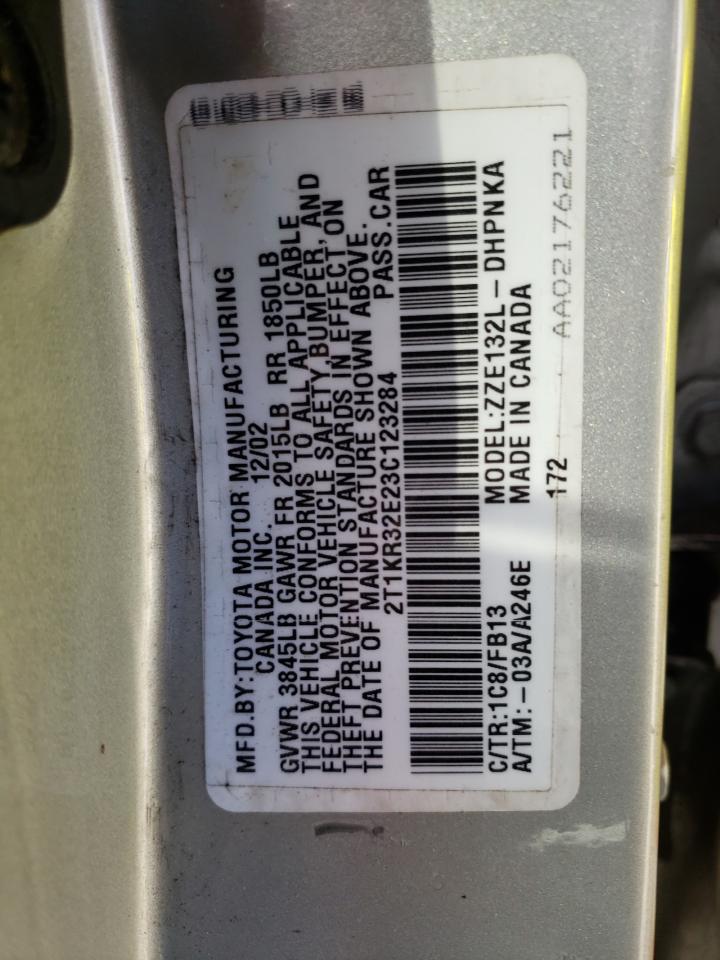 MFD.BY:TOYOTA MOTOR MANUFACTURING
CANADA INC. 12/02
GVWR 3845LB GAWR FR 2015LB RR 1850LB
THIS VEHICLE CONFORMS TO ALL APPLICABLE
FEDERAL MOTOR VEHICLE SAFETY,BUMPER, AND
THEFT PREVENTION STANDARDS IN EFFECT ON
THE DATE OF MANUFACTURE SHOWN ABOVE.
2T1KR32E23C123284 PASS.CAR
C/TR:1C8/FB13 MODEL:ZZE132L-DHPNKA
A/TM:-03A/A246E MADE IN CANADA
172
AA02176221